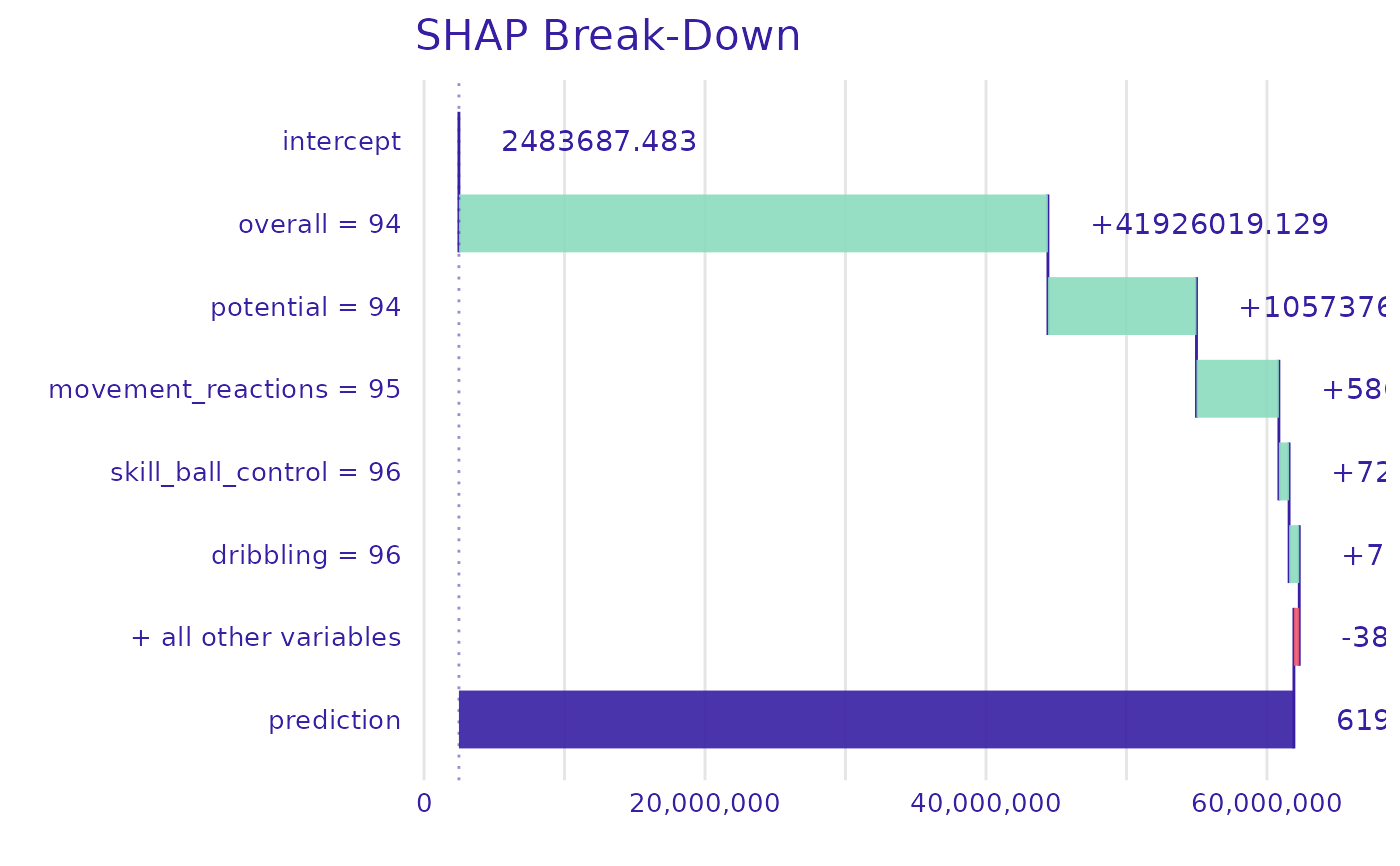 SHAP Break-Down
intercept
2483687.483
overall = 94
+41926019.129
potential = 94
+1057376
movement_reactions = 95
+58
skill_ball_control = 96
+72
dribbling = 96
+7
+ all other variables
-38
prediction
619
0 20,000,000 40,000,000 60,000,000